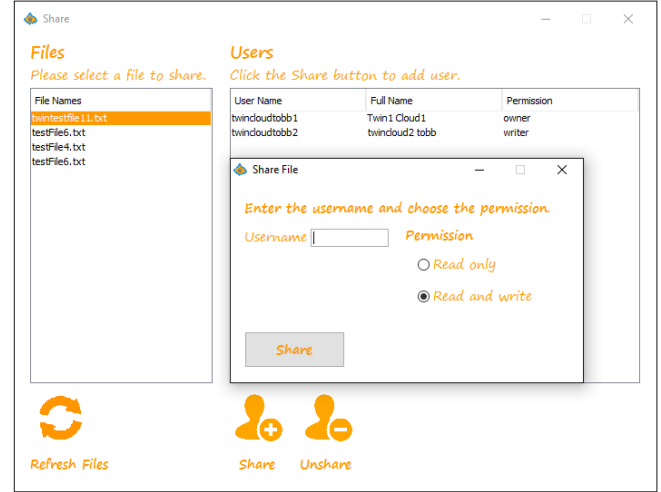 Share
Files
Please select a file to share.
File Names
twintestfile11.txt
testFile6.txt
testFile4.txt
testFile6.txt
Users
Click the Share button to add user.
User Name Full Name Permission
twincloudtobb1 Twin1 Cloud1 owner
twincloudtobb2 twincloud2 tobb writer
Share File
Enter the username and choose the permission.
Username
Permission
Read only
Read and write
Share
Refresh Files
Share
Unshare